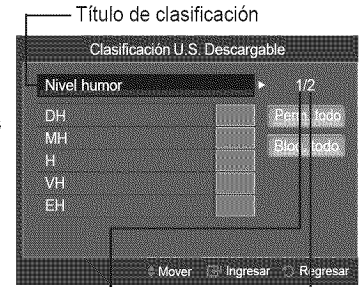 Título de clasificación
Clasificación U.S. Descargable
Nivel humor 1/2
DH Perm. todo
MH
Bloq. todo
H
VH
EH
Mover Ingresar Regresar